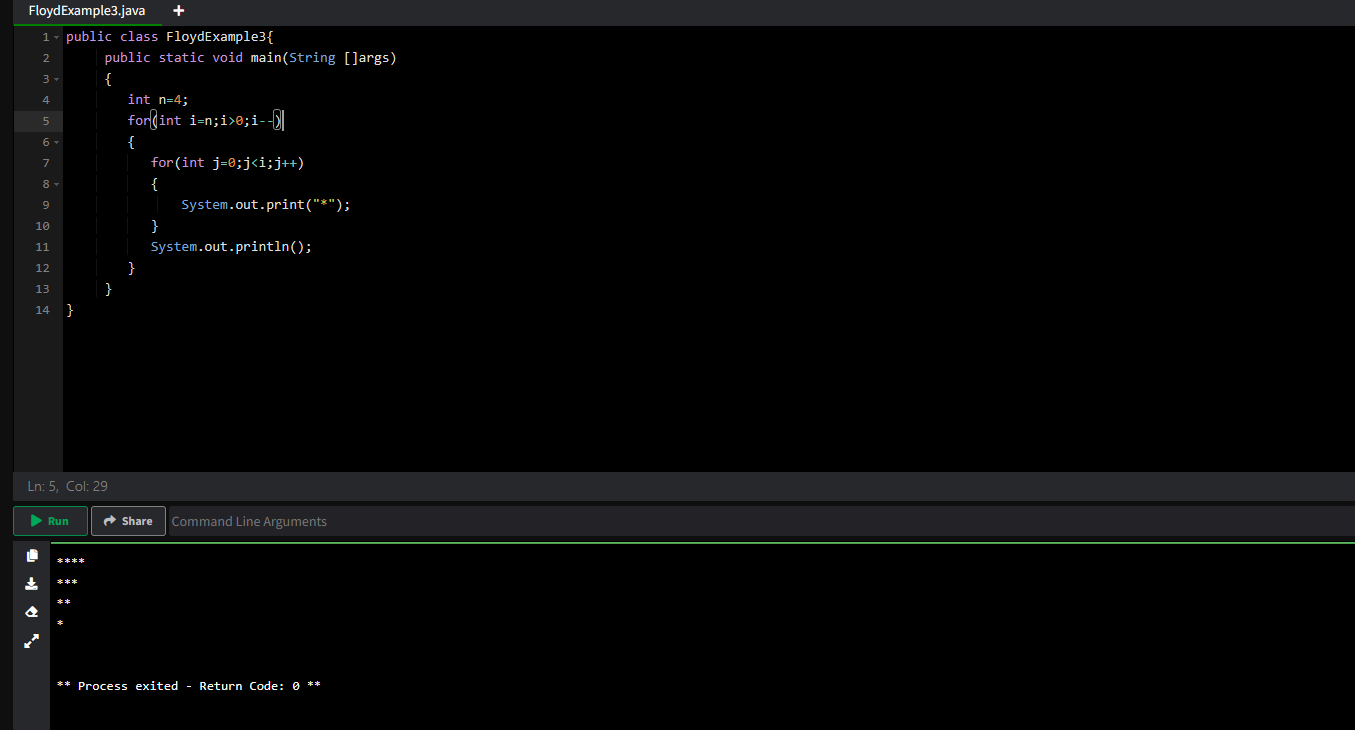 FloydExample3.java +
1 public class FloydExample3{
2 public static void main(String []args)
3 {
4 int n=4;
5 for(int i=n;i>0;i--)
6 {
7 for(int j=0;j<i;j++)
8 {
9 System.out.print("*");
10 }
11 System.out.println();
12 }
13 }
14 }
Ln: 5, Col: 29
Run Share Command Line Arguments
****
***
**
*
** Process exited - Return Code: 0 **